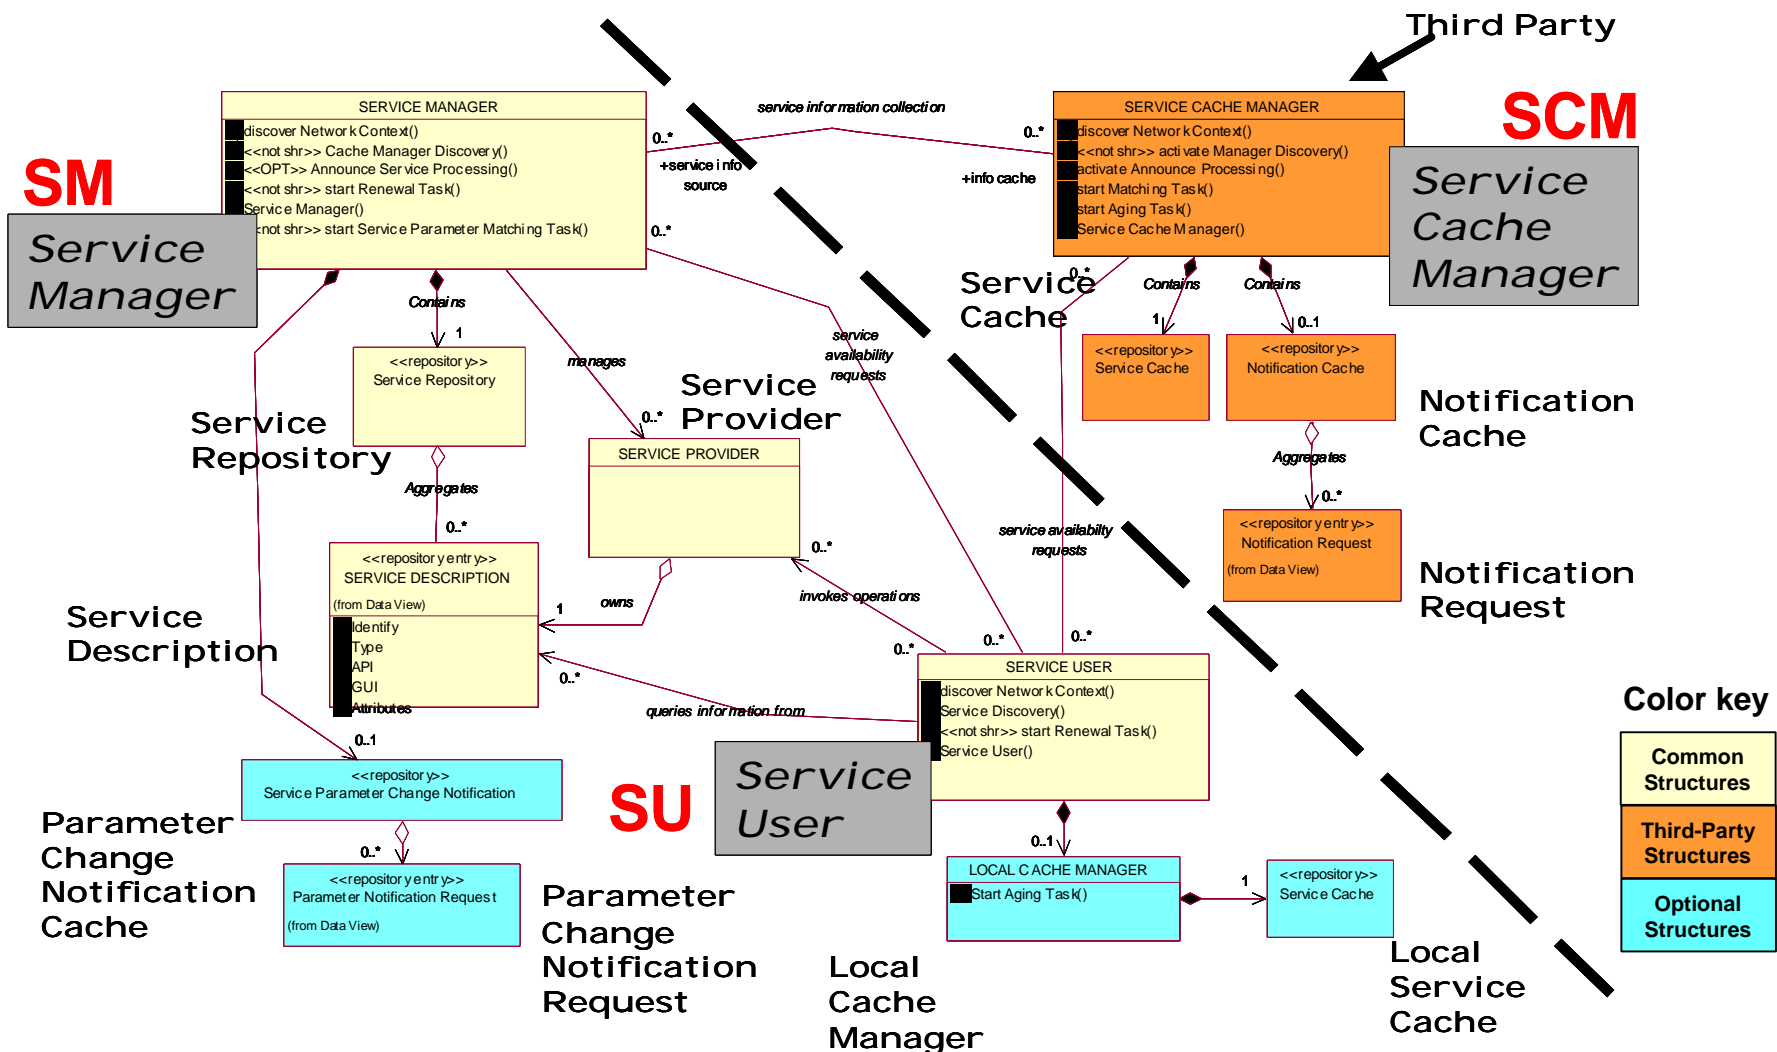 Third Party
SERVICE MANAGER
discover Network Context()
<<not shr>> Cache Manager Discovery()
<<OPT>> Announce Service Processing()
<<not shr>> start Renewal Task()
Service Manager()
not shr>> start Service Parameter Matching Task()
SM
Service
Manager
service information collection
0..*
+service info
source
0..*
+info cache
0..*
SERVICE CACHE MANAGER
discover Network Context()
<<not shr>> activate Manager Discovery()
activate Announce Processing()
start Matching Task()
start Aging Task()
Service Cache Manager()
SCM
Service
Cache
Manager
Contains
1
<<repository>>
Service Repository
Service
Repository
manages
0..*
Service
Provider
SERVICE PROVIDER
service
availability
requests
0..*
Service
Cache
Contains
1
Contains
0..1
<<repository>>
Service Cache
<<repository>>
Notification Cache
Notification
Cache
Aggregates
0..*
<<repository entry>>
Notification Request
(from Data View)
Notification
Request
Aggregates
0..*
<<repository entry>>
SERVICE DESCRIPTION
(from Data View)
Identify
Type
API
GUI
Attributes
Service
Description
owns
1
0..*
invokes operations
0..*
service availabilty
requests
0..*
0..*
0..*
queries information from
SERVICE USER
discover Network Context()
Service Discovery()
<<not shr>> start Renewal Task()
Service User()
SU
Service
User
0..1
<<repository>>
Service Parameter Change Notification
0..*
<<repository entry>>
Parameter Notification Request
(from Data View)
Parameter
Change
Notification
Cache
Parameter
Change
Notification
Request
0..1
LOCAL CACHE MANAGER
Start Aging Task()
1
<<repository>>
Service Cache
Local
Cache
Manager
Local
Service
Cache
Color key
Common
Structures
Third-Party
Structures
Optional
Structures